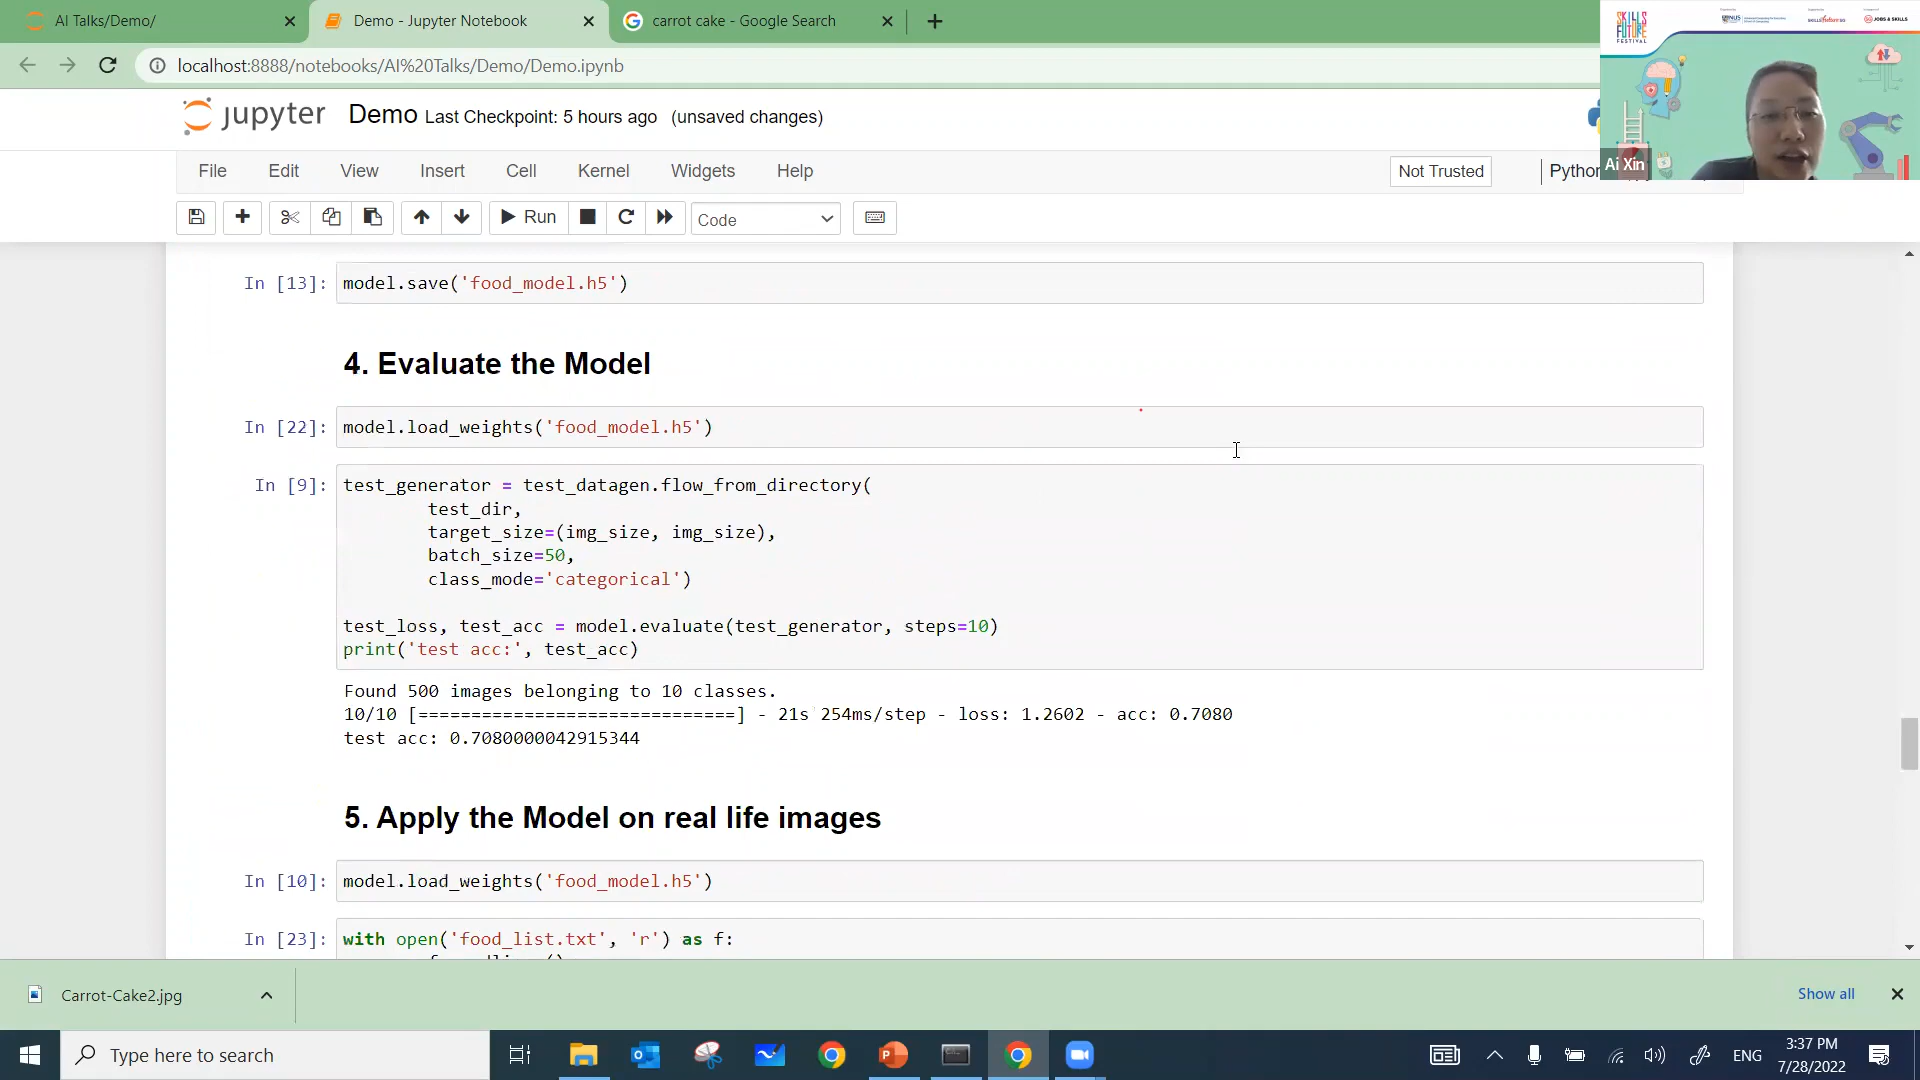 AI Talks/Demo/
Demo - Jupyter Notebook
carrot cake - Google Search
localhost:8888/notebooks/AI%20Talks/Demo/Demo.ipynb
SKILLS
FUTURE
FESTIVAL
NUS
JOBS & SKILLS
Ai Xin
jupyter
Demo Last Checkpoint: 5 hours ago (unsaved changes)
File Edit View Insert Cell Kernel Widgets Help
Not Trusted
Python
Run
Code
In [13]: model.save('food_model.h5')
4. Evaluate the Model
In [22]: model.load_weights('food_model.h5')
In [9]: test_generator = test_datagen.flow_from_directory(
test_dir,
target_size=(img_size, img_size),
batch_size=50,
class_mode='categorical')
test_loss, test_acc = model.evaluate(test_generator, steps=10)
print('test acc:', test_acc)
Found 500 images belonging to 10 classes.
10/10 [==============================] - 21s 254ms/step - loss: 1.2602 - acc: 0.7080
test acc: 0.7080000042915344
5. Apply the Model on real life images
In [10]: model.load_weights('food_model.h5')
In [23]: with open('food_list.txt', 'r') as f:
Carrot-Cake2.jpg
Show all
Type here to search
ENG
3:37 PM
7/28/2022